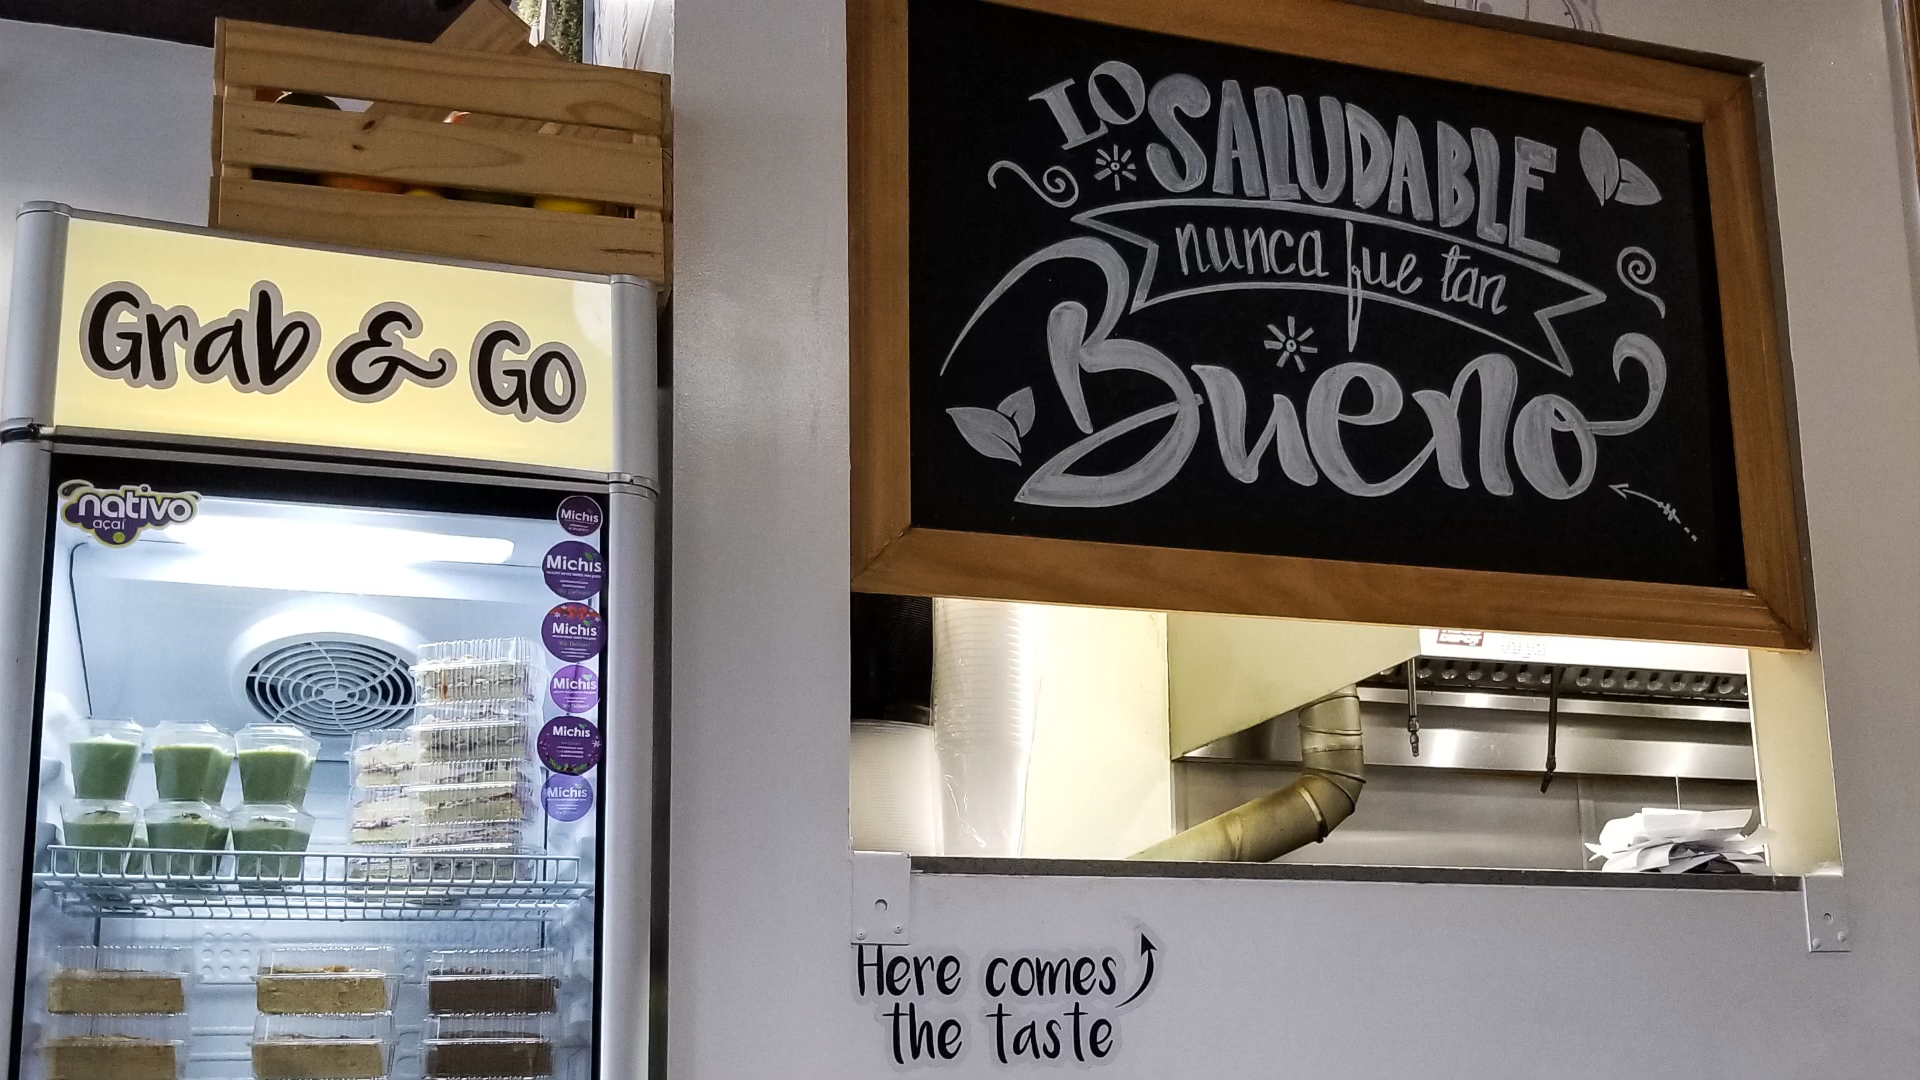 LO SALUDABLE
nunca fue tan
Bueno
Grab & Go
nativo
açaí
Michis
Michis
Michis
Michis
Michis
Michis
Here comes
the taste